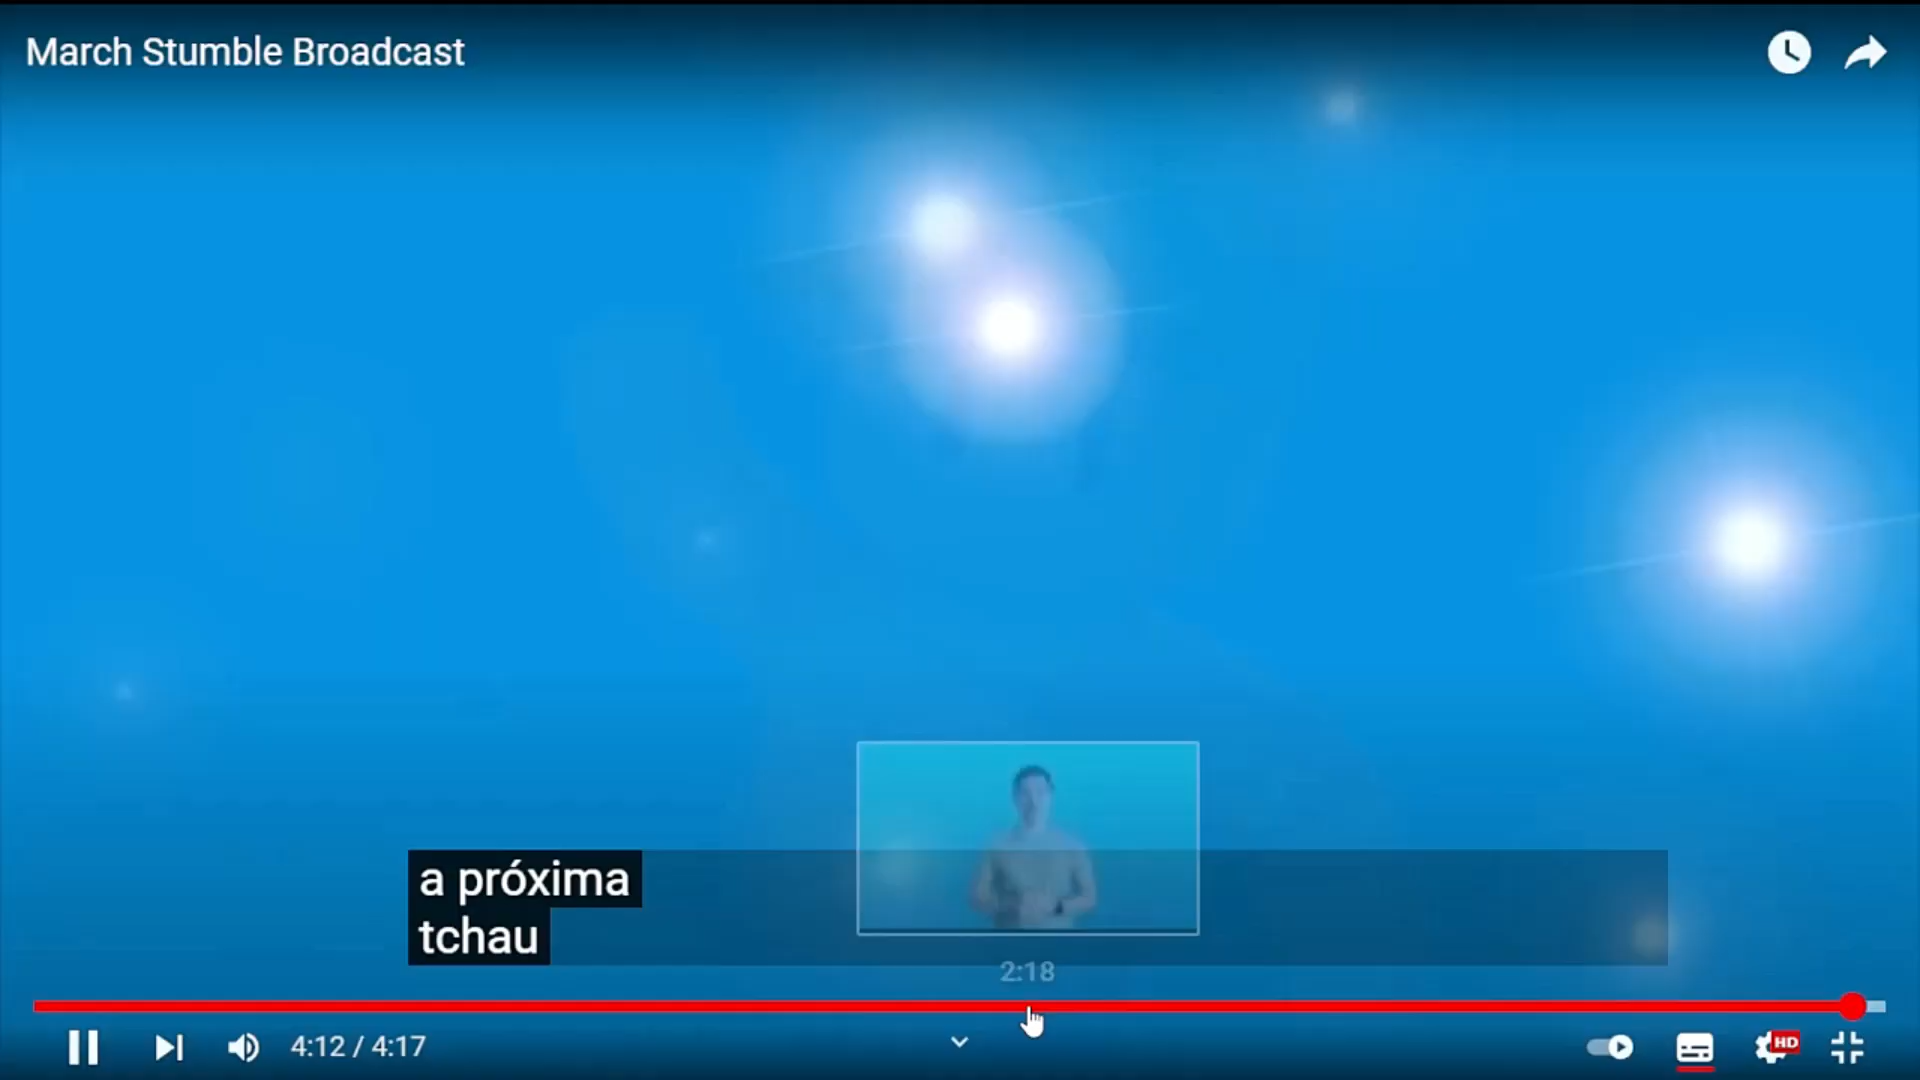 March Stumble Broadcast
a próxima
tchau
2:18
4:12 / 4:17
HD